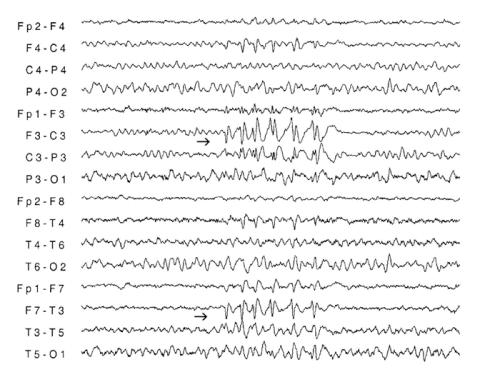 Fp2-F4
F4-C4
C4-P4
P4-O2
Fp1-F3
F3-C3
C3-P3
P3-O1
Fp2-F8
F8-T4
T4-T6
T6-O2
Fp1-F7
F7-T3
T3-T5
T5-O1